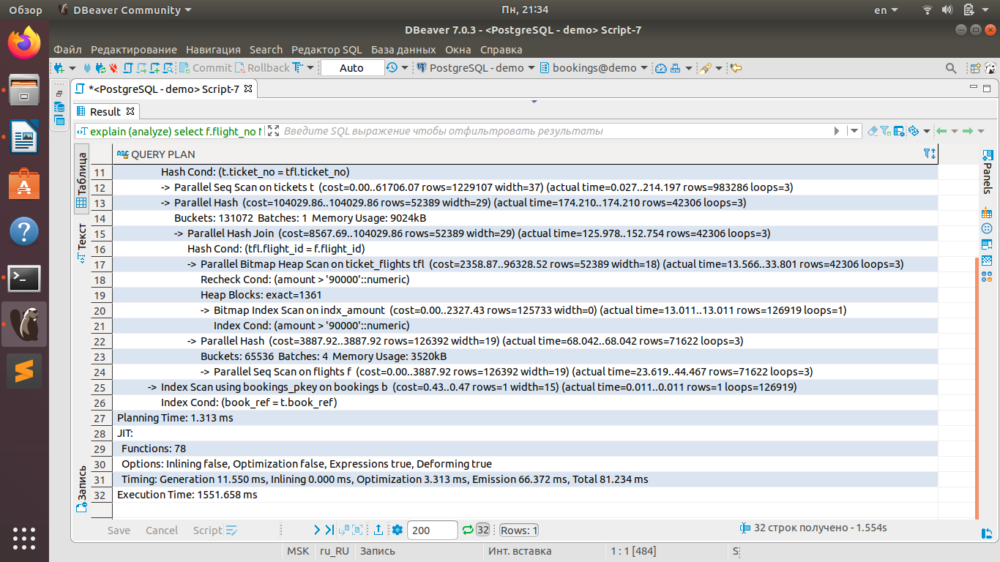 Обзор DBeaver Community Пн, 21:34 en
DBeaver 7.0.3 - <PostgreSQL - demo> Script-7
Файл Редактирование Навигация Search Редактор SQL База данных Окна Справка
Commit Rollback T Auto PostgreSQL - demo bookings@demo
*<PostgreSQL - demo> Script-7
Result
explain (analyze) select f.flight_no Введите SQL выражение чтобы отфильтровать результаты
Таблица
Текст
Запись
Panels
ABC QUERY PLAN
11 Hash Cond: (t.ticket_no = tfl.ticket_no)
12 -> Parallel Seq Scan on tickets t (cost=0.00..61706.07 rows=1229107 width=37) (actual time=0.027..214.197 rows=983286 loops=3)
13 -> Parallel Hash (cost=104029.86..104029.86 rows=52389 width=29) (actual time=174.210..174.210 rows=42306 loops=3)
14 Buckets: 131072 Batches: 1 Memory Usage: 9024kB
15 -> Parallel Hash Join (cost=8567.69..104029.86 rows=52389 width=29) (actual time=125.978..152.754 rows=42306 loops=3)
16 Hash Cond: (tfl.flight_id = f.flight_id)
17 -> Parallel Bitmap Heap Scan on ticket_flights tfl (cost=2358.87..96328.52 rows=52389 width=18) (actual time=13.566..33.801 rows=42306 loops=3)
18 Recheck Cond: (amount > '90000'::numeric)
19 Heap Blocks: exact=1361
20 -> Bitmap Index Scan on indx_amount (cost=0.00..2327.43 rows=125733 width=0) (actual time=13.011..13.011 rows=126919 loops=1)
21 Index Cond: (amount > '90000'::numeric)
22 -> Parallel Hash (cost=3887.92..3887.92 rows=126392 width=19) (actual time=68.042..68.042 rows=71622 loops=3)
23 Buckets: 65536 Batches: 4 Memory Usage: 3520kB
24 -> Parallel Seq Scan on flights f (cost=0.00..3887.92 rows=126392 width=19) (actual time=23.619..44.467 rows=71622 loops=3)
25 -> Index Scan using bookings_pkey on bookings b (cost=0.43..0.47 rows=1 width=15) (actual time=0.011..0.011 rows=1 loops=126919)
26 Index Cond: (book_ref = t.book_ref)
27 Planning Time: 1.313 ms
28 JIT:
29 Functions: 78
30 Options: Inlining false, Optimization false, Expressions true, Deforming true
31 Timing: Generation 11.550 ms, Inlining 0.000 ms, Optimization 3.313 ms, Emission 66.372 ms, Total 81.234 ms
32 Execution Time: 1551.658 ms
Save Cancel Script 200 32 Rows: 1 32 строк получено - 1.554s
MSK ru_RU Запись Инт. вставка 1 : 1 [484] S